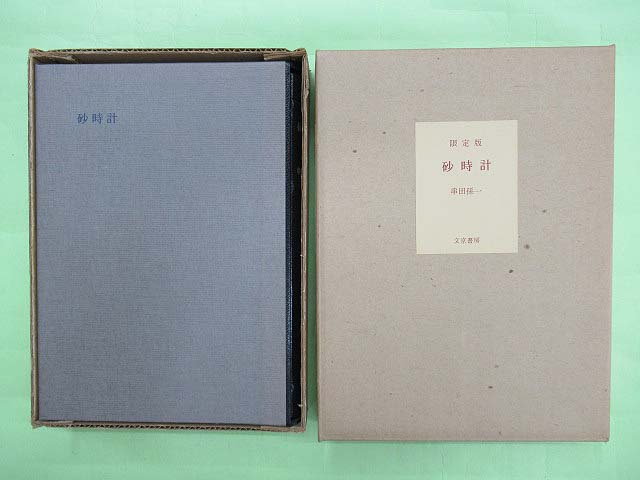 砂時計
限定版
砂時計
串田孫一
文京書房